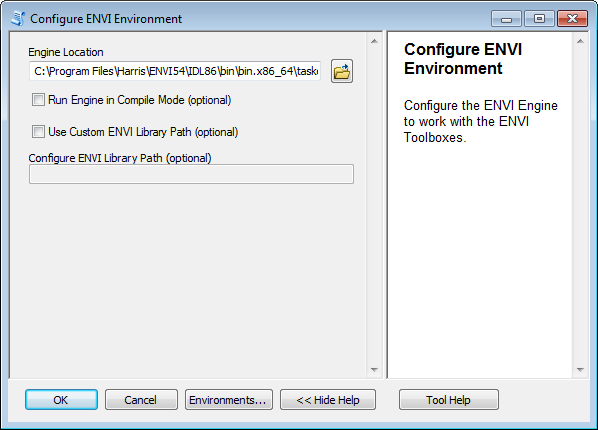 Configure ENVI Environment
Engine Location
C:\Program Files\Harris\ENVI54\IDL86\bin\bin.x86_64\task
Run Engine in Compile Mode (optional)
Use Custom ENVI Library Path (optional)
Configure ENVI Library Path (optional)
Configure ENVI
Environment
Configure the ENVI Engine
to work with the ENVI
Toolboxes.
OK
Cancel
Environments...
<< Hide Help
Tool Help